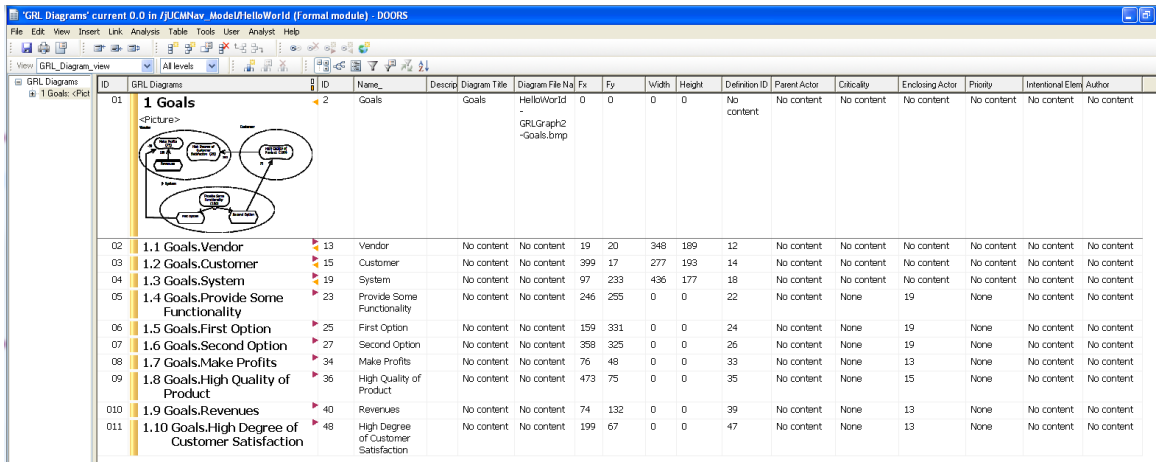 'GRL Diagrams' current 0.0 in /jUCMNav_Model/HelloWorld (Formal module) - DOORS
File Edit View Insert Link Analysis Table Tools User Analyst Help
View GRL_Diagram_view All levels
GRL Diagrams
1 Goals: <Pict
ID GRL Diagrams ID Name_ Descrip Diagram Title Diagram File Na Fx Fy Width Height Definition ID Parent Actor Criticality Enclosing Actor Priority Intentional Elem Author
01 1 Goals 2 Goals Goals HelloWorld 0 0 0 0 No No content No content No content No content No content No content
- content
GRLGraph2
-Goals.bmp
<Picture>
Vendor Customer
02 1.1 Goals.Vendor 13 Vendor No content No content 19 20 348 189 12 No content No content No content No content No content No content
03 1.2 Goals.Customer 15 Customer No content No content 399 17 277 193 14 No content No content No content No content No content No content
04 1.3 Goals.System 19 System No content No content 97 233 436 177 18 No content No content No content No content No content No content
05 1.4 Goals.Provide Some 23 Provide Some No content No content 246 255 0 0 22 No content None 19 None No content No content
Functionality Functionality
06 1.5 Goals.First Option 25 First Option No content No content 159 331 0 0 24 No content None 19 None No content No content
07 1.6 Goals.Second Option 27 Second Option No content No content 358 325 0 0 26 No content None 19 None No content No content
08 1.7 Goals.Make Profits 34 Make Profits No content No content 76 48 0 0 33 No content None 13 None No content No content
09 1.8 Goals.High Quality of 36 High Quality of No content No content 473 75 0 0 35 No content None 15 None No content No content
Product Product
010 1.9 Goals.Revenues 40 Revenues No content No content 74 132 0 0 39 No content None 13 None No content No content
011 1.10 Goals.High Degree of 48 High Degree No content No content 199 67 0 0 47 No content None 13 None No content No content
Customer Satisfaction of Customer
Satisfaction